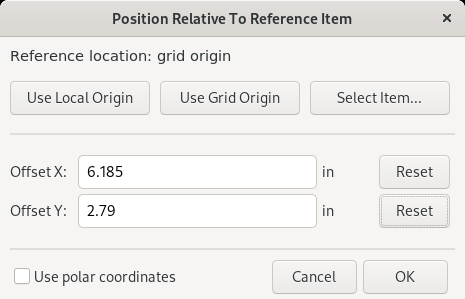 Position Relative To Reference Item ×
Reference location: grid origin
Use Local Origin Use Grid Origin Select Item...
Offset X: 6.185 in Reset
Offset Y: 2.79 in Reset
Use polar coordinates Cancel OK